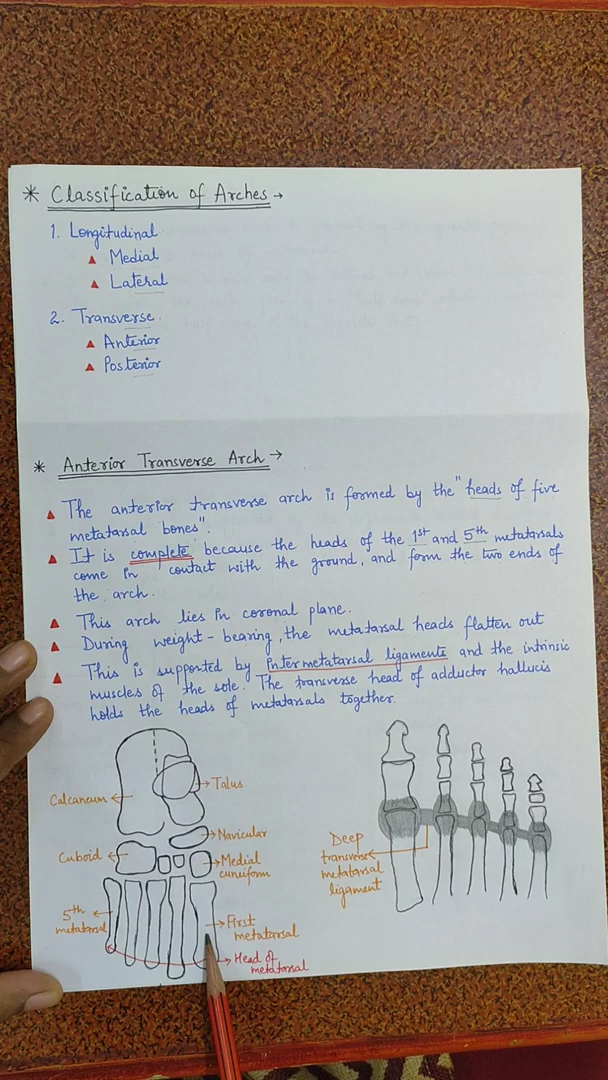 * Classification of Arches →
1. Longitudinal
▲ Medial
▲ Lateral
2. Transverse
▲ Anterior
▲ Posterior
* Anterior Transverse Arch →
▲ The anterior transverse arch is formed by the "heads of five
metatarsal bones".
▲ It is complete because the heads of the 1st and 5th metatarsals
come in contact with the ground, and form the two ends of
the arch.
▲ This arch lies in coronal plane.
▲ During weight-bearing, the metatarsal heads flatten out
▲ This is supported by intermetatarsal ligaments and the intrinsic
muscles of the sole. The transverse head of adductor hallucis
holds the heads of metatarsals together.
Calcaneum
Talus
Navicular
Cuboid
Medial
cuneiform
5th
metatarsal
First
metatarsal
Head of
metatarsal
Deep
transverse
metatarsal
ligament